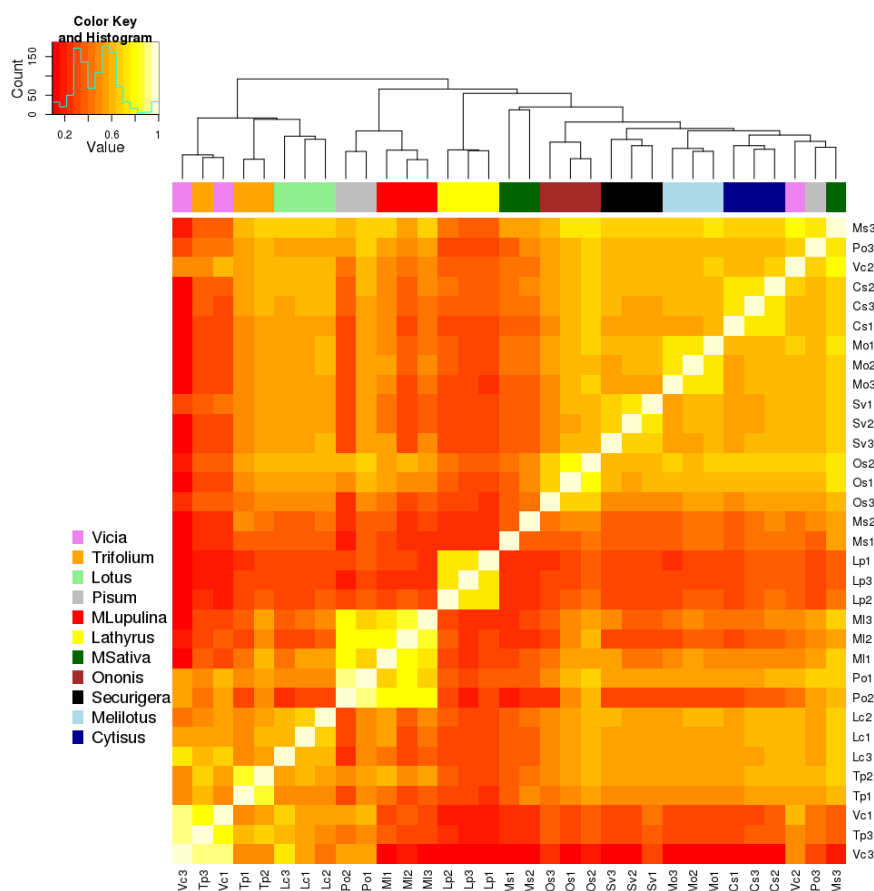 Color Key
and Histogram
Count
0
50
150
0.2
0.6
1
Value
Ms3
Po3
Vc2
Cs2
Cs3
Cs1
Mo1
Mo2
Mo3
Sv1
Sv2
Sv3
Os2
Os1
Os3
Ms2
Ms1
Lp1
Lp3
Lp2
Ml3
Ml2
Ml1
Po1
Po2
Lc2
Lc1
Lc3
Tp2
Tp1
Vc1
Tp3
Vc3
Vicia
Trifolium
Lotus
Pisum
MLupulina
Lathyrus
MSativa
Ononis
Securigera
Melilotus
Cytisus
Vc3 Tp3 Vc1 Tp1 Tp2 Lc3 Lc1 Lc2 Po2 Po1 Ml1 Ml2 Ml3 Lp2 Lp3 Lp1 Ms1 Ms2 Os3 Os1 Os2 Sv3 Sv2 Sv1 Mo3 Mo2 Mo1 Cs1 Cs3 Cs2 Vc2 Po3 Ms3